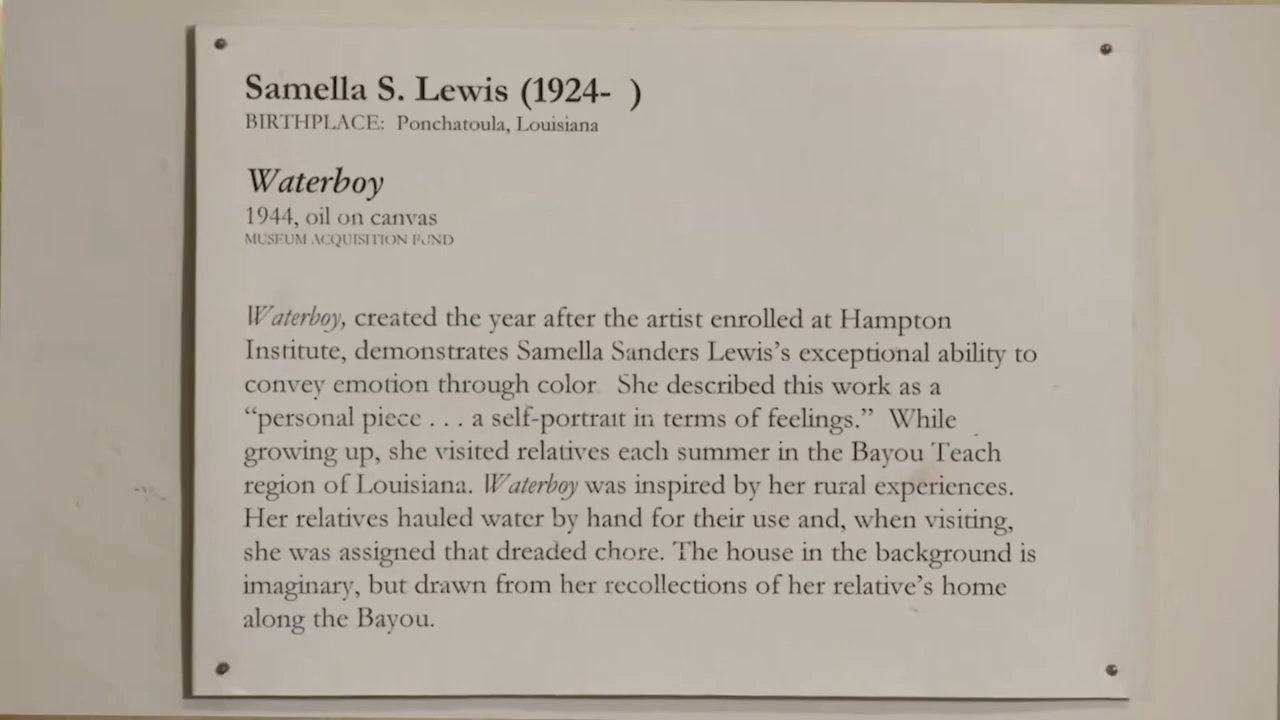 Samella S. Lewis (1924-  )
BIRTHPLACE: Ponchatoula, Louisiana
Waterboy
1944, oil on canvas
MUSEUM ACQUISITION FUND
Waterboy, created the year after the artist enrolled at Hampton
Institute, demonstrates Samella Sanders Lewis's exceptional ability to
convey emotion through color  She described this work as a
“personal piece . . . a self-portrait in terms of feelings.”  While
growing up, she visited relatives each summer in the Bayou Teach
region of Louisiana. Waterboy was inspired by her rural experiences.
Her relatives hauled water by hand for their use and, when visiting,
she was assigned that dreaded chore. The house in the background is
imaginary, but drawn from her recollections of her relative's home
along the Bayou.